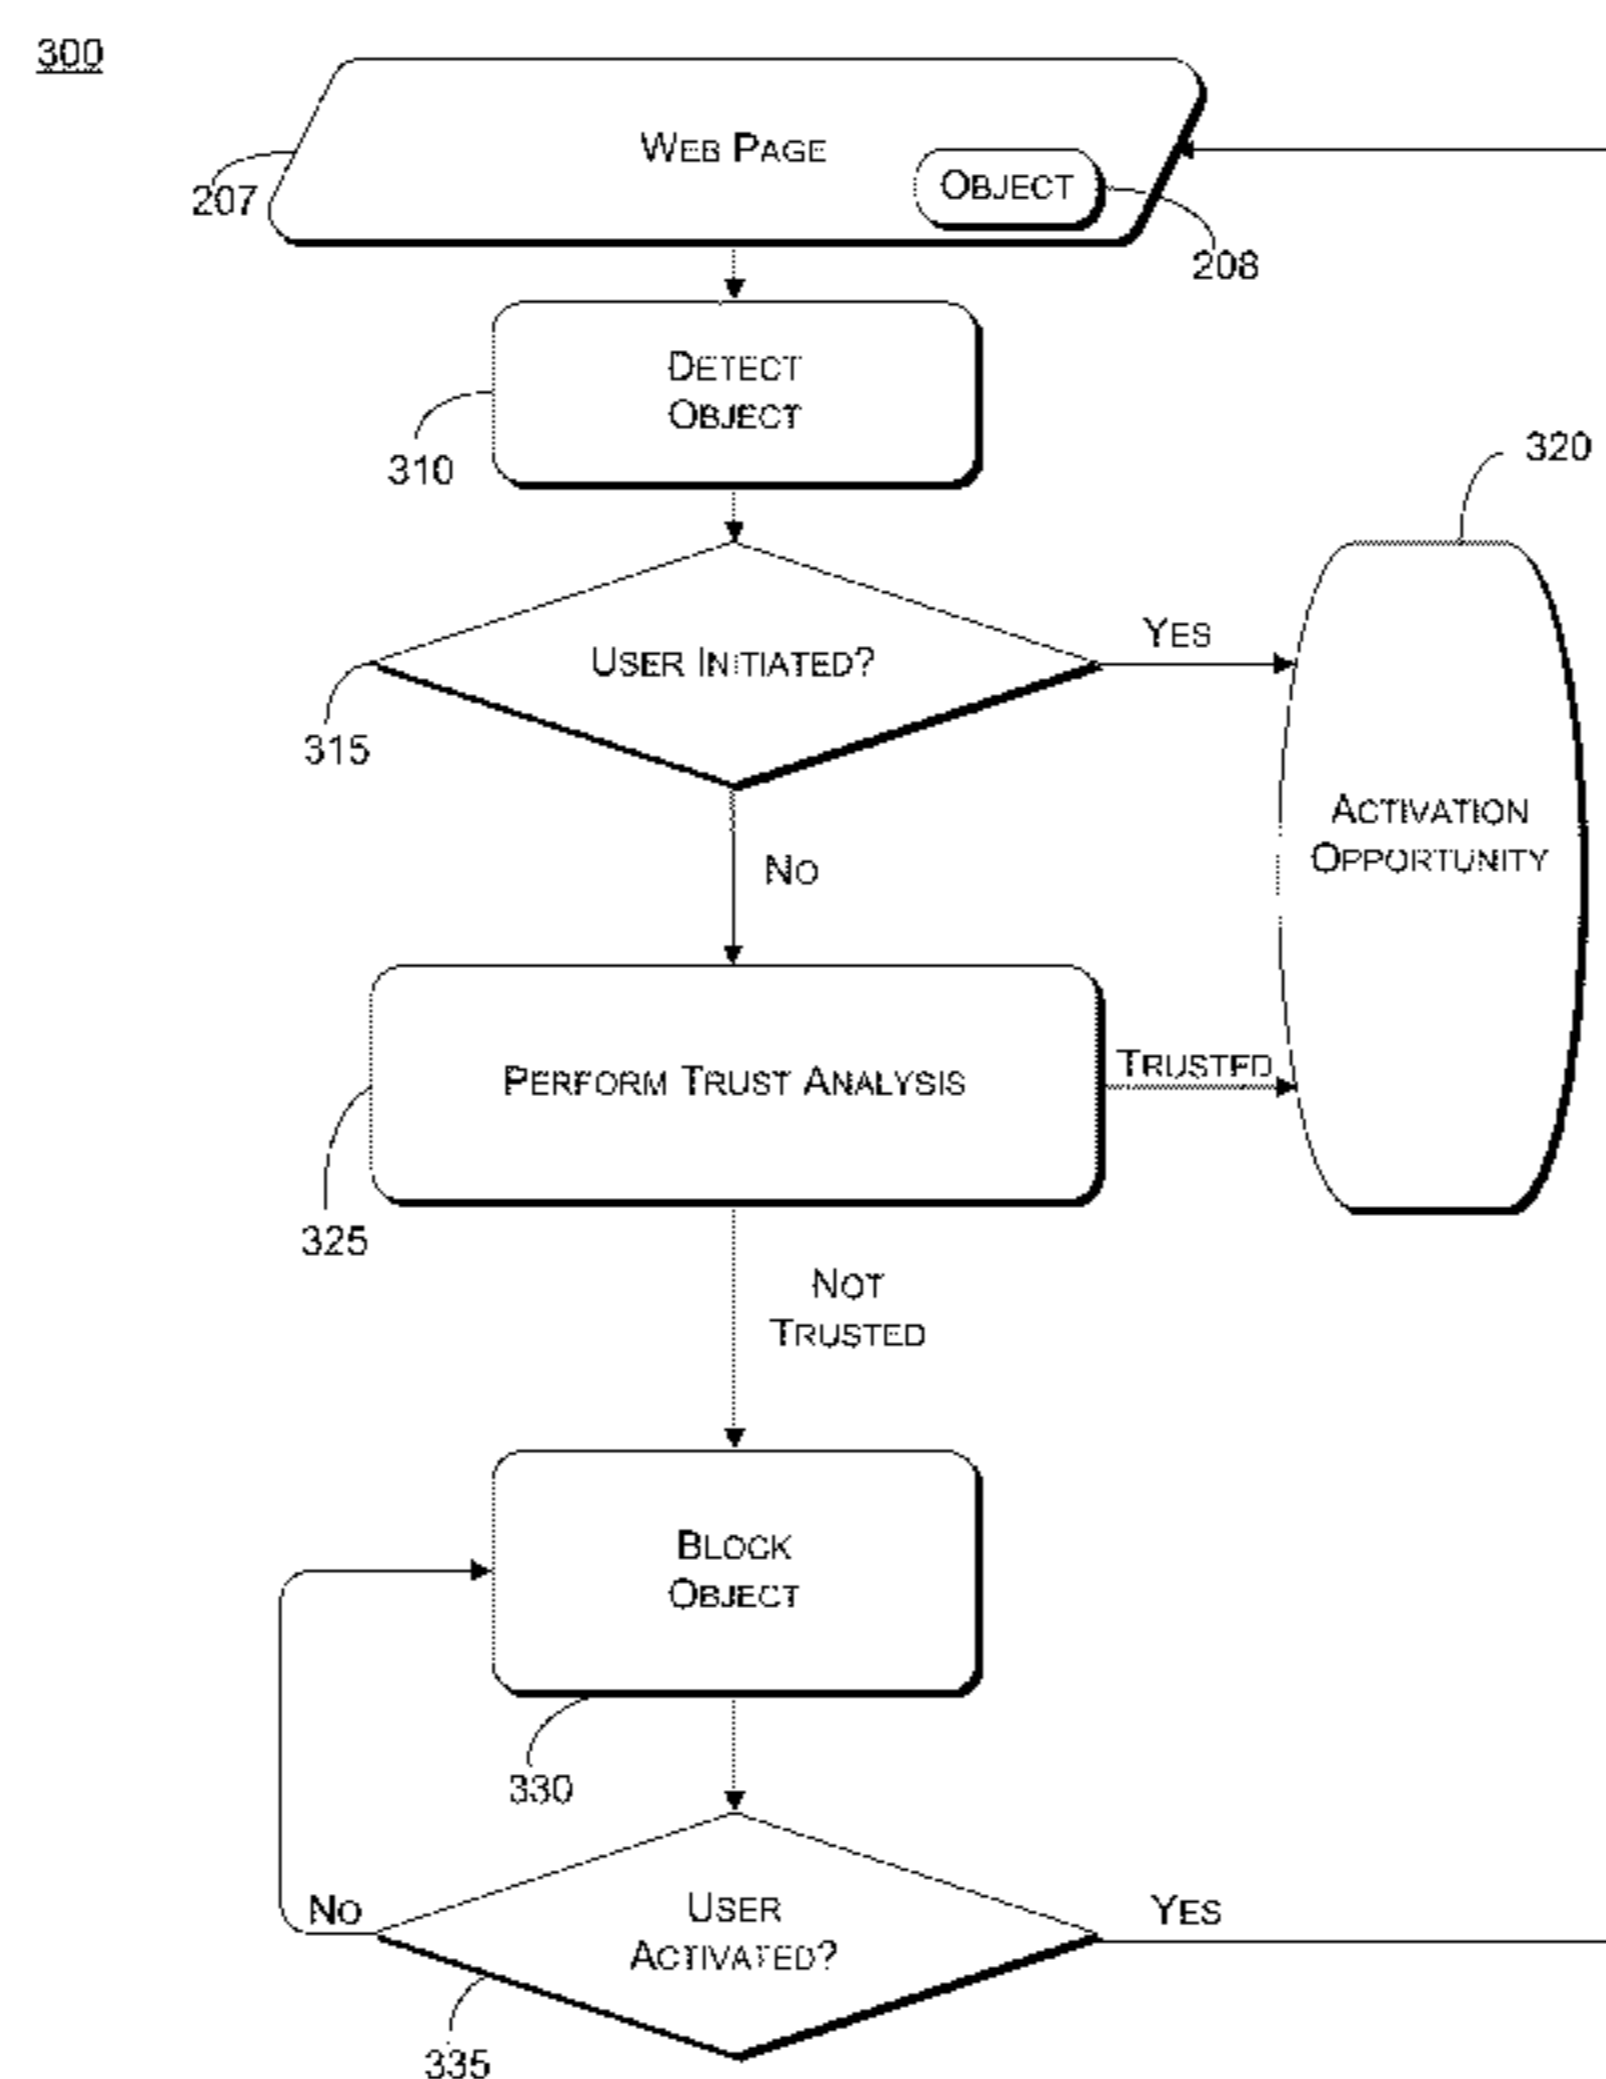 300
WEB PAGE
OBJECT
207
208
DETECT
OBJECT
310
320
YES
USER INITIATED?
315
ACTIVATION
OPPORTUNITY
NO
TRUSTED
PERFORM TRUST ANALYSIS
325
NOT
TRUSTED
BLOCK
OBJECT
330
NO
USER
ACTIVATED?
YES
335